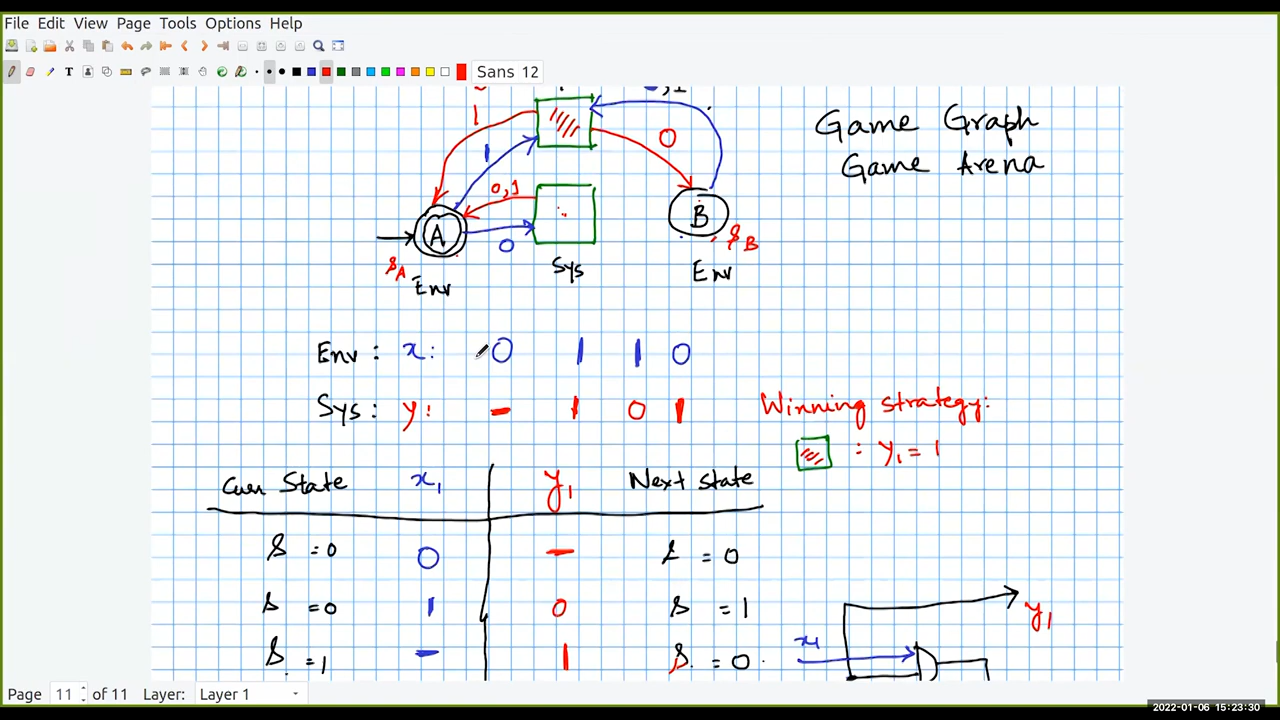 File Edit View Page Tools Options Help
T Sans 12
1
1
0
0,1
0
A
B
𝓈A
𝓈B
Env
Sys
Env
Game Graph
Game Arena
Env : x: 0 1 1 0
Sys: y: - 1 0 1
Winning strategy:
: y1 = 1
Curr State x1 y1 Next State
s = 0 0 - s = 0
s = 0 1 0 s = 1
s = 1 - 1 s = 0
x1
y1
Page 11 of 11 Layer: Layer 1
2022-01-06 15:23:30